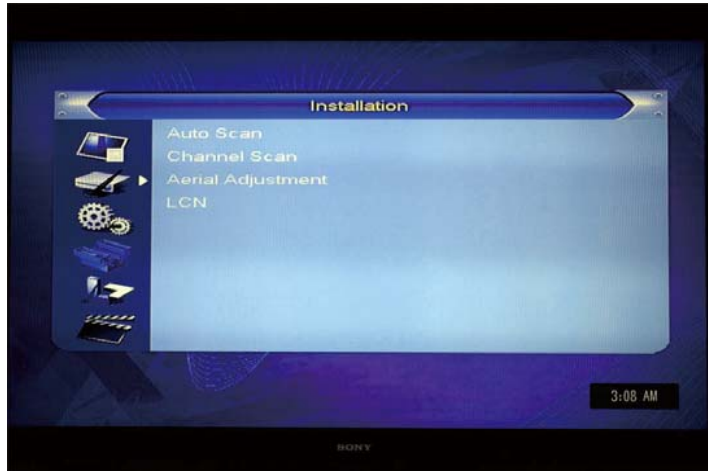 Installation
Auto Scan
Channel Scan
Aerial Adjustment
LCN
3:08 AM
SONY